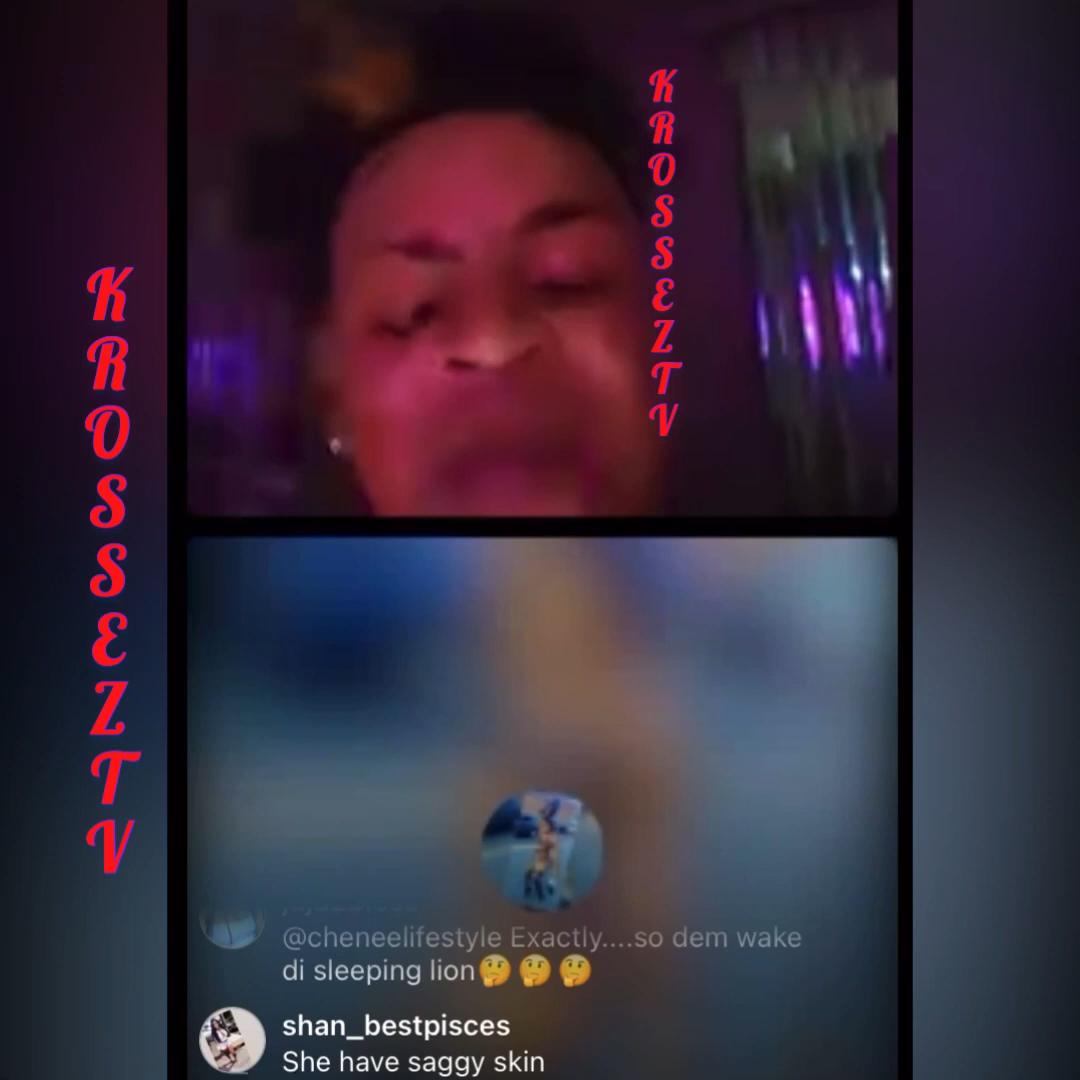 KROSSEZTV
KROSSEZTV
@cheneelifestyle Exactly....so dem wake
di sleeping lion🤔🤔🤔
shan_bestpisces
She have saggy skin